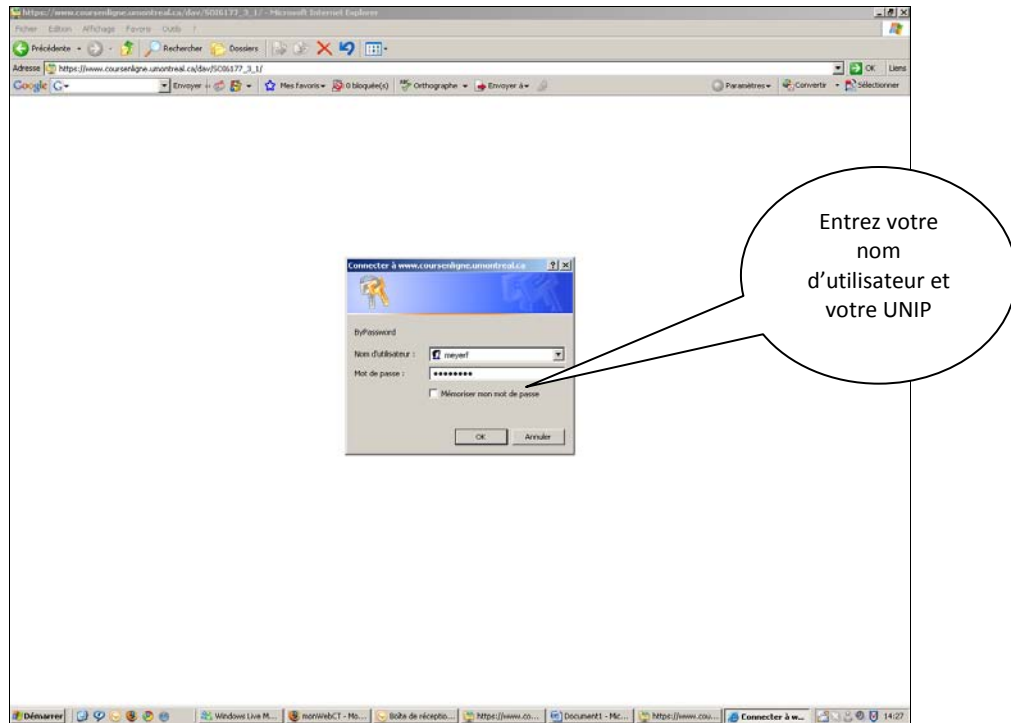 https://www.coursenligne.umontreal.ca/dav/SOI6177_3_1/ - Microsoft Internet Explorer
Fichier Edition Affichage Favoris Outils ?
Précédente Rechercher Dossiers
Adresse https://www.coursenligne.umontreal.ca/dav/SOI6177_3_1/ OK Liens
Google G Envoyer Mes favoris 0 bloquée(s) Orthographe Envoyer à Paramètres Convertir Sélectionner
Entrez votre
nom
d’utilisateur et
votre UNIP
Connecter à www.coursenligne.umontreal.ca
ByPassword
Nom d'utilisateur : meyerf
Mot de passe : ••••••••
Mémoriser mon mot de passe
OK Annuler
Démarrer Windows Live M... monWebCT - Mo... Boîte de réceptio... https://www.co... Document1 - Mic... https://www.cou... Connecter à w... 14:27